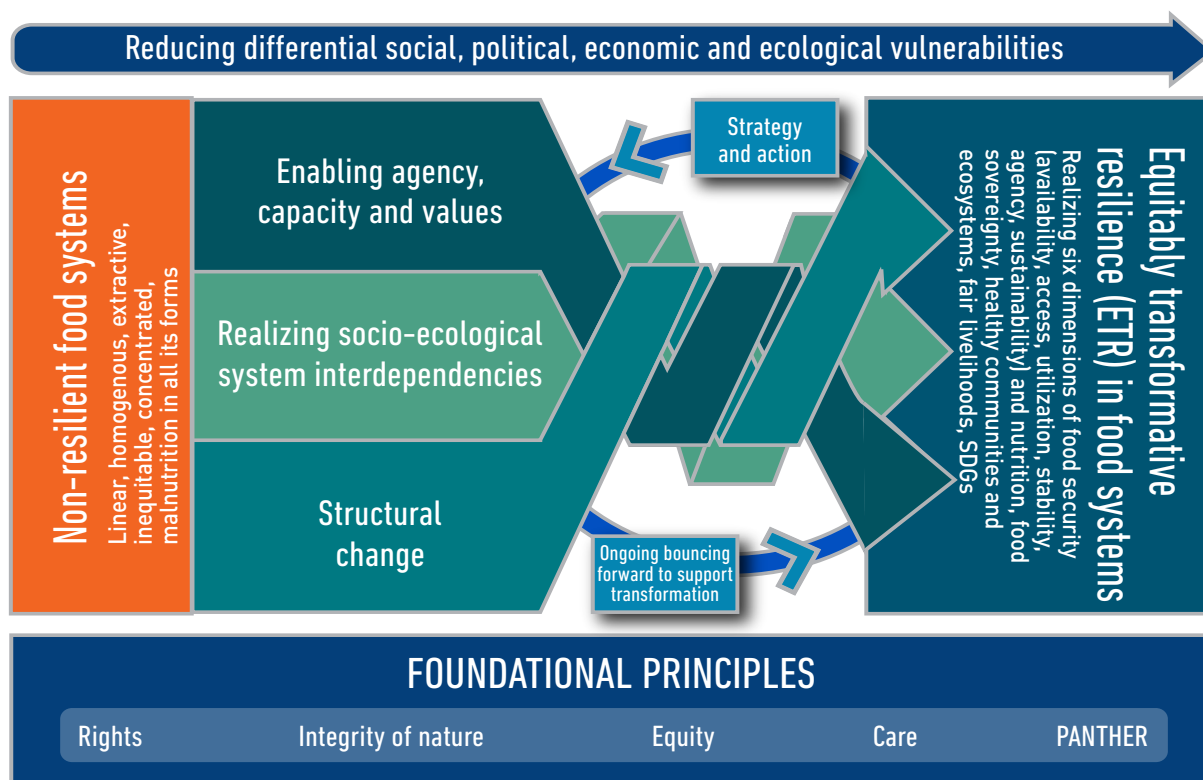 Reducing differential social, political, economic and ecological vulnerabilities
Non-resilient food systems
Linear, homogenous, extractive,
inequitable, concentrated,
malnutrition in all its forms
Enabling agency,
capacity and values
Realizing socio-ecological
system interdependencies
Structural
change
Strategy
and action
Ongoing bouncing
forward to support
transformation
Equitably transformative
resilience (ETR) in food systems
Realizing six dimensions of food security
(availability, access, utilization, stability,
agency, sustainability) and nutrition, food
sovereignty, healthy communities and
ecosystems, fair livelihoods, SDGs
FOUNDATIONAL PRINCIPLES
Rights Integrity of nature Equity Care PANTHER